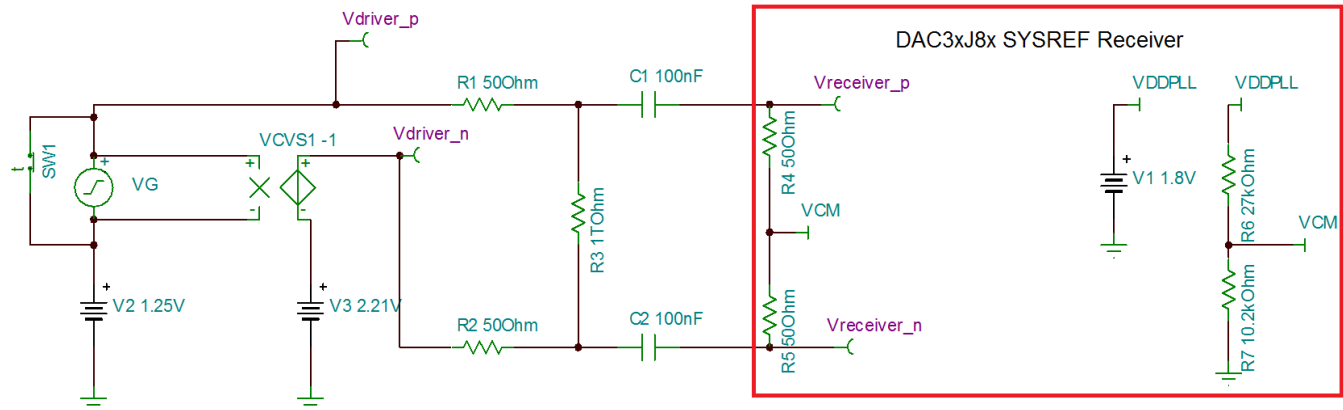 Vdriver_p
DAC3xJ8x SYSREF Receiver
R1 50Ohm
C1 100nF
Vreceiver_p
VDDPLL
VDDPLL
t
SW1
+
VG
VCVS1 -1
+
-
+
-
Vdriver_n
R3 1TOhm
R4 50Ohm
VCM
+
V1 1.8V
R6 27kOhm
VCM
+
V2 1.25V
+
V3 2.21V
R2 50Ohm
C2 100nF
R5 50Ohm
Vreceiver_n
R7 10.2kOhm